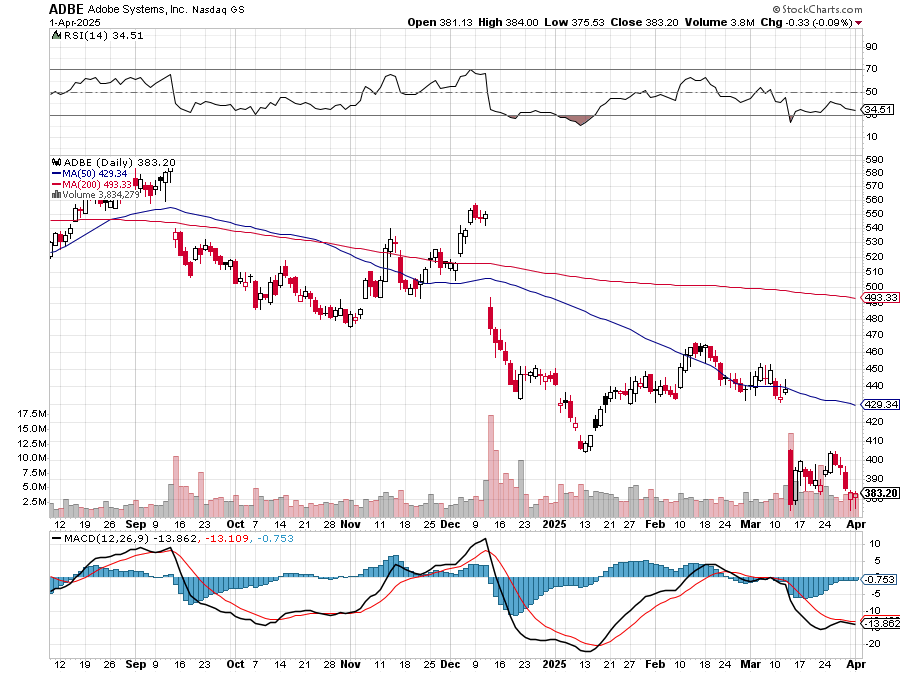 ADBE Adobe Systems, Inc. Nasdaq GS
© StockCharts.com
1-Apr-2025
Open 381.13 High 384.00 Low 375.53 Close 383.20 Volume 3.8M Chg -0.33 (-0.09%)
RSI(14) 34.51
90
70
50
34.51
30
10
ADBE (Daily) 383.20
MA(50) 429.34
MA(200) 493.33
Volume 3,834,279
590
580
570
560
550
540
530
520
510
500
493.33
480
470
460
450
440
429.34
420
410
400
390
383.20
380
17.5M
15.0M
12.5M
10.0M
7.5M
5.0M
2.5M
12 19 26 Sep 9 16 23 Oct 7 14 21 28 Nov 11 18 25 Dec 9 16 23 2025 13 21 27 Feb 10 18 24 Mar 10 17 24 Apr
MACD(12,26,9) -13.862, -13.109, -0.753
10
5
-0.753
-5
-10
-13.862
-20
12 19 26 Sep 9 16 23 Oct 7 14 21 28 Nov 11 18 25 Dec 9 16 23 2025 13 21 27 Feb 10 18 24 Mar 10 17 24 Apr